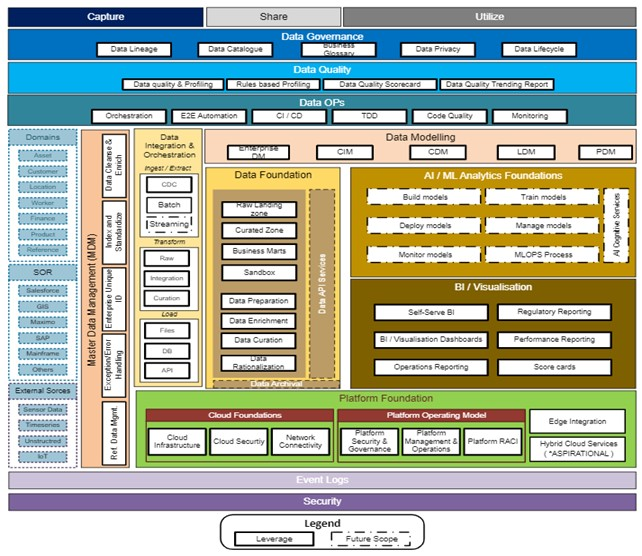 Capture
Share
Utilize
Data Governance
Data Lineage
Data Catalogue
Business
Glossary
Data Privacy
Data Lifecycle
Data Quality
Data quality & Profiling
Rules based Profiling
Data Quality Scorecard
Data Quality Trending Report
Data OPs
Orchestration
E2E Automation
CI / CD
TDD
Code Quality
Monitoring
Domains
Asset
Customer
Location
Worker
Finance
Product
SOR
Salesforce
GIS
Maximo
SAP
Mainframe
Others
External Sorces
Sensor Data
Timeseries
Unstructred
IoT
Master Data Management (MDM)
Data Cleanse &
Enrich
Index and
Standardize
Enterprise Unique
ID
Exception/Error
Handling
Ref. Data Mgmt.
Data
Integration &
Orchestration
Ingest / Extract
CDC
Batch
Streaming
Transform
Raw
Integration
Curation
Load
Files
DB
API
Data Modelling
Enterprise
DM
CIM
CDM
LDM
PDM
Data Foundation
Raw Landing
zone
Curated Zone
Business Marts
Sandbox
Data Preparation
Data Enrichment
Data Curation
Data
Rationalization
Data API Services
Data Archival
AI / ML Analytics Foundations
Build models
Train models
Deploy models
Manage models
Monitor models
MLOPS Process
AI Cognitive Services
BI / Visualisation
Self-Serve BI
Regulatory Reporting
BI / Visualisation Dashboards
Performance Reporting
Operations Reporting
Score cards
Platform Foundation
Cloud Foundations
Cloud
Infrastructure
Cloud Securtiy
Network
Connectivity
Platform Operating Model
Platform
Security &
Governance
Platform
Management &
Operations
Platform RACI
Edge Integration
Hybrid Cloud Services
( *ASPIRATIONAL )
Event Logs
Security
Legend
Leverage
Future Scope